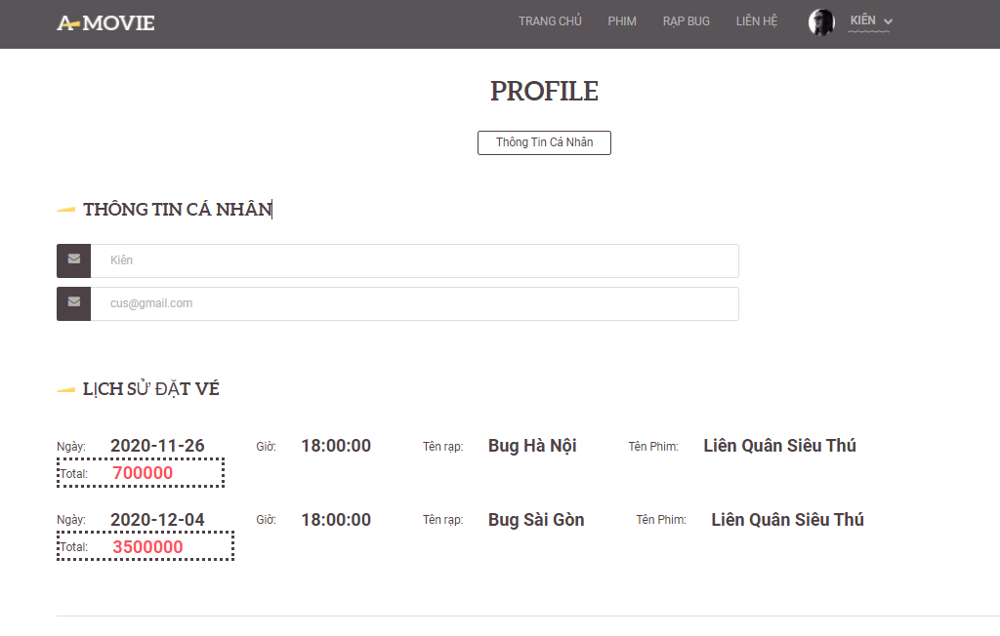 A-MOVIE TRANG CHỦ PHIM RẠP BUG LIÊN HỆ KIÊN
PROFILE
Thông Tin Cá Nhân
THÔNG TIN CÁ NHÂN
Kiên
cus@gmail.com
LỊCH SỬ ĐẶT VÉ
Ngày: 2020-11-26 Giờ: 18:00:00 Tên rạp: Bug Hà Nội Tên Phim: Liên Quân Siêu Thú
Total: 700000
Ngày: 2020-12-04 Giờ: 18:00:00 Tên rạp: Bug Sài Gòn Tên Phim: Liên Quân Siêu Thú
Total: 3500000